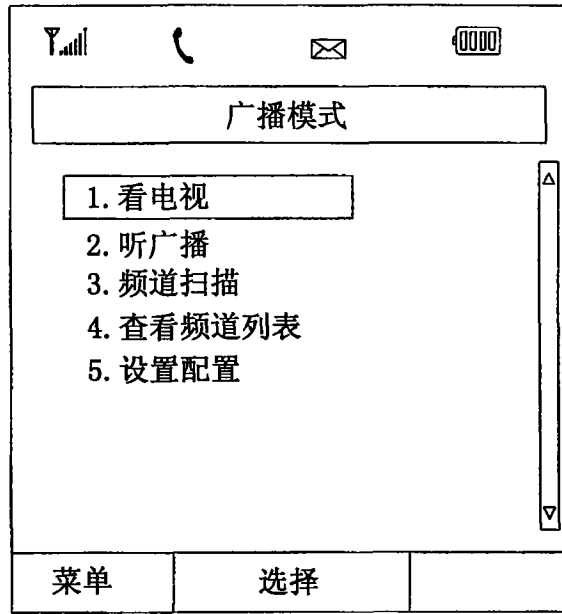 广播模式
1. 看电视
2. 听广播
3. 频道扫描
4. 查看频道列表
5. 设置配置
菜单 选择